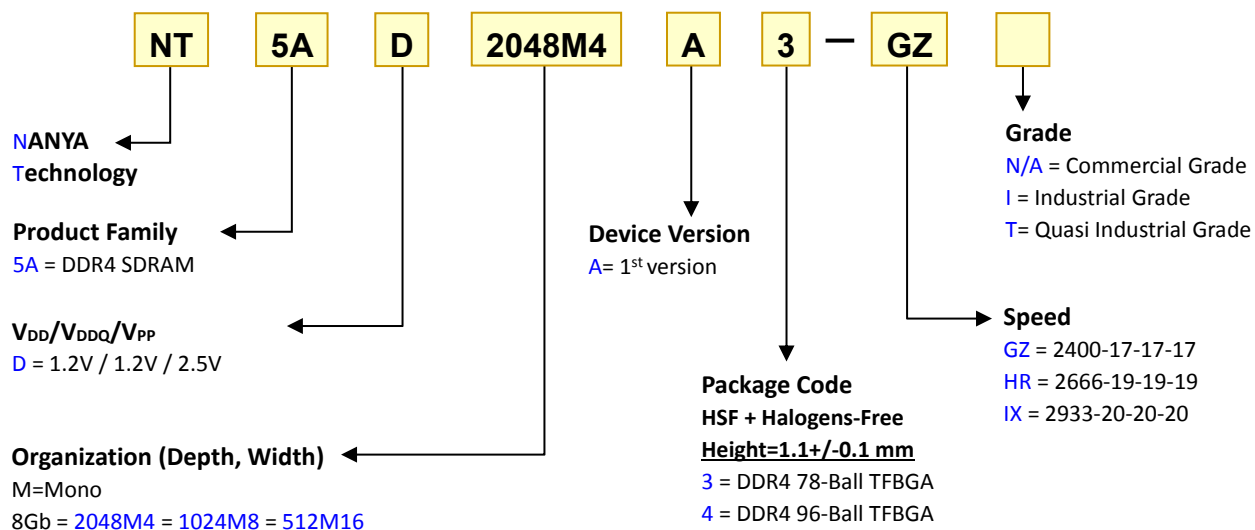 NT 5A D 2048M4 A 3 – GZ
NANYA
Technology
Product Family
5A = DDR4 SDRAM
VDD/VDDQ/VPP
D = 1.2V / 1.2V / 2.5V
Organization (Depth, Width)
M=Mono
8Gb = 2048M4 = 1024M8 = 512M16
Device Version
A= 1st version
Package Code
HSF + Halogens-Free
Height=1.1+/-0.1 mm
3 = DDR4 78-Ball TFBGA
4 = DDR4 96-Ball TFBGA
Grade
N/A = Commercial Grade
I = Industrial Grade
T= Quasi Industrial Grade
Speed
GZ = 2400-17-17-17
HR = 2666-19-19-19
IX = 2933-20-20-20